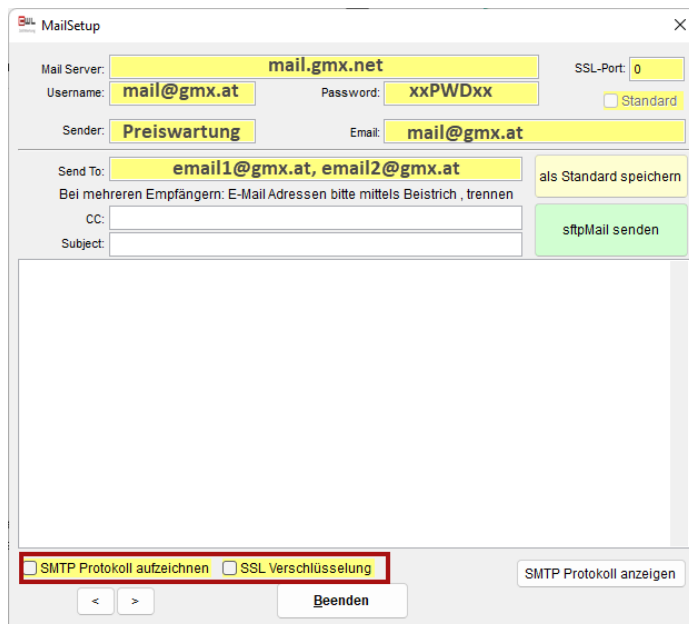 MailSetup
Mail Server: mail.gmx.net SSL-Port: 0
Username: mail@gmx.at Password: xxPWDxx
Standard
Sender: Preiswartung Email: mail@gmx.at
Send To: email1@gmx.at, email2@gmx.at
als Standard speichern
Bei mehreren Empfängern: E-Mail Adressen bitte mittels Beistrich , trennen
CC:
sftpMail senden
Subject:
SMTP Protokoll aufzeichnen SSL Verschlüsselung
SMTP Protokoll anzeigen
< > Beenden